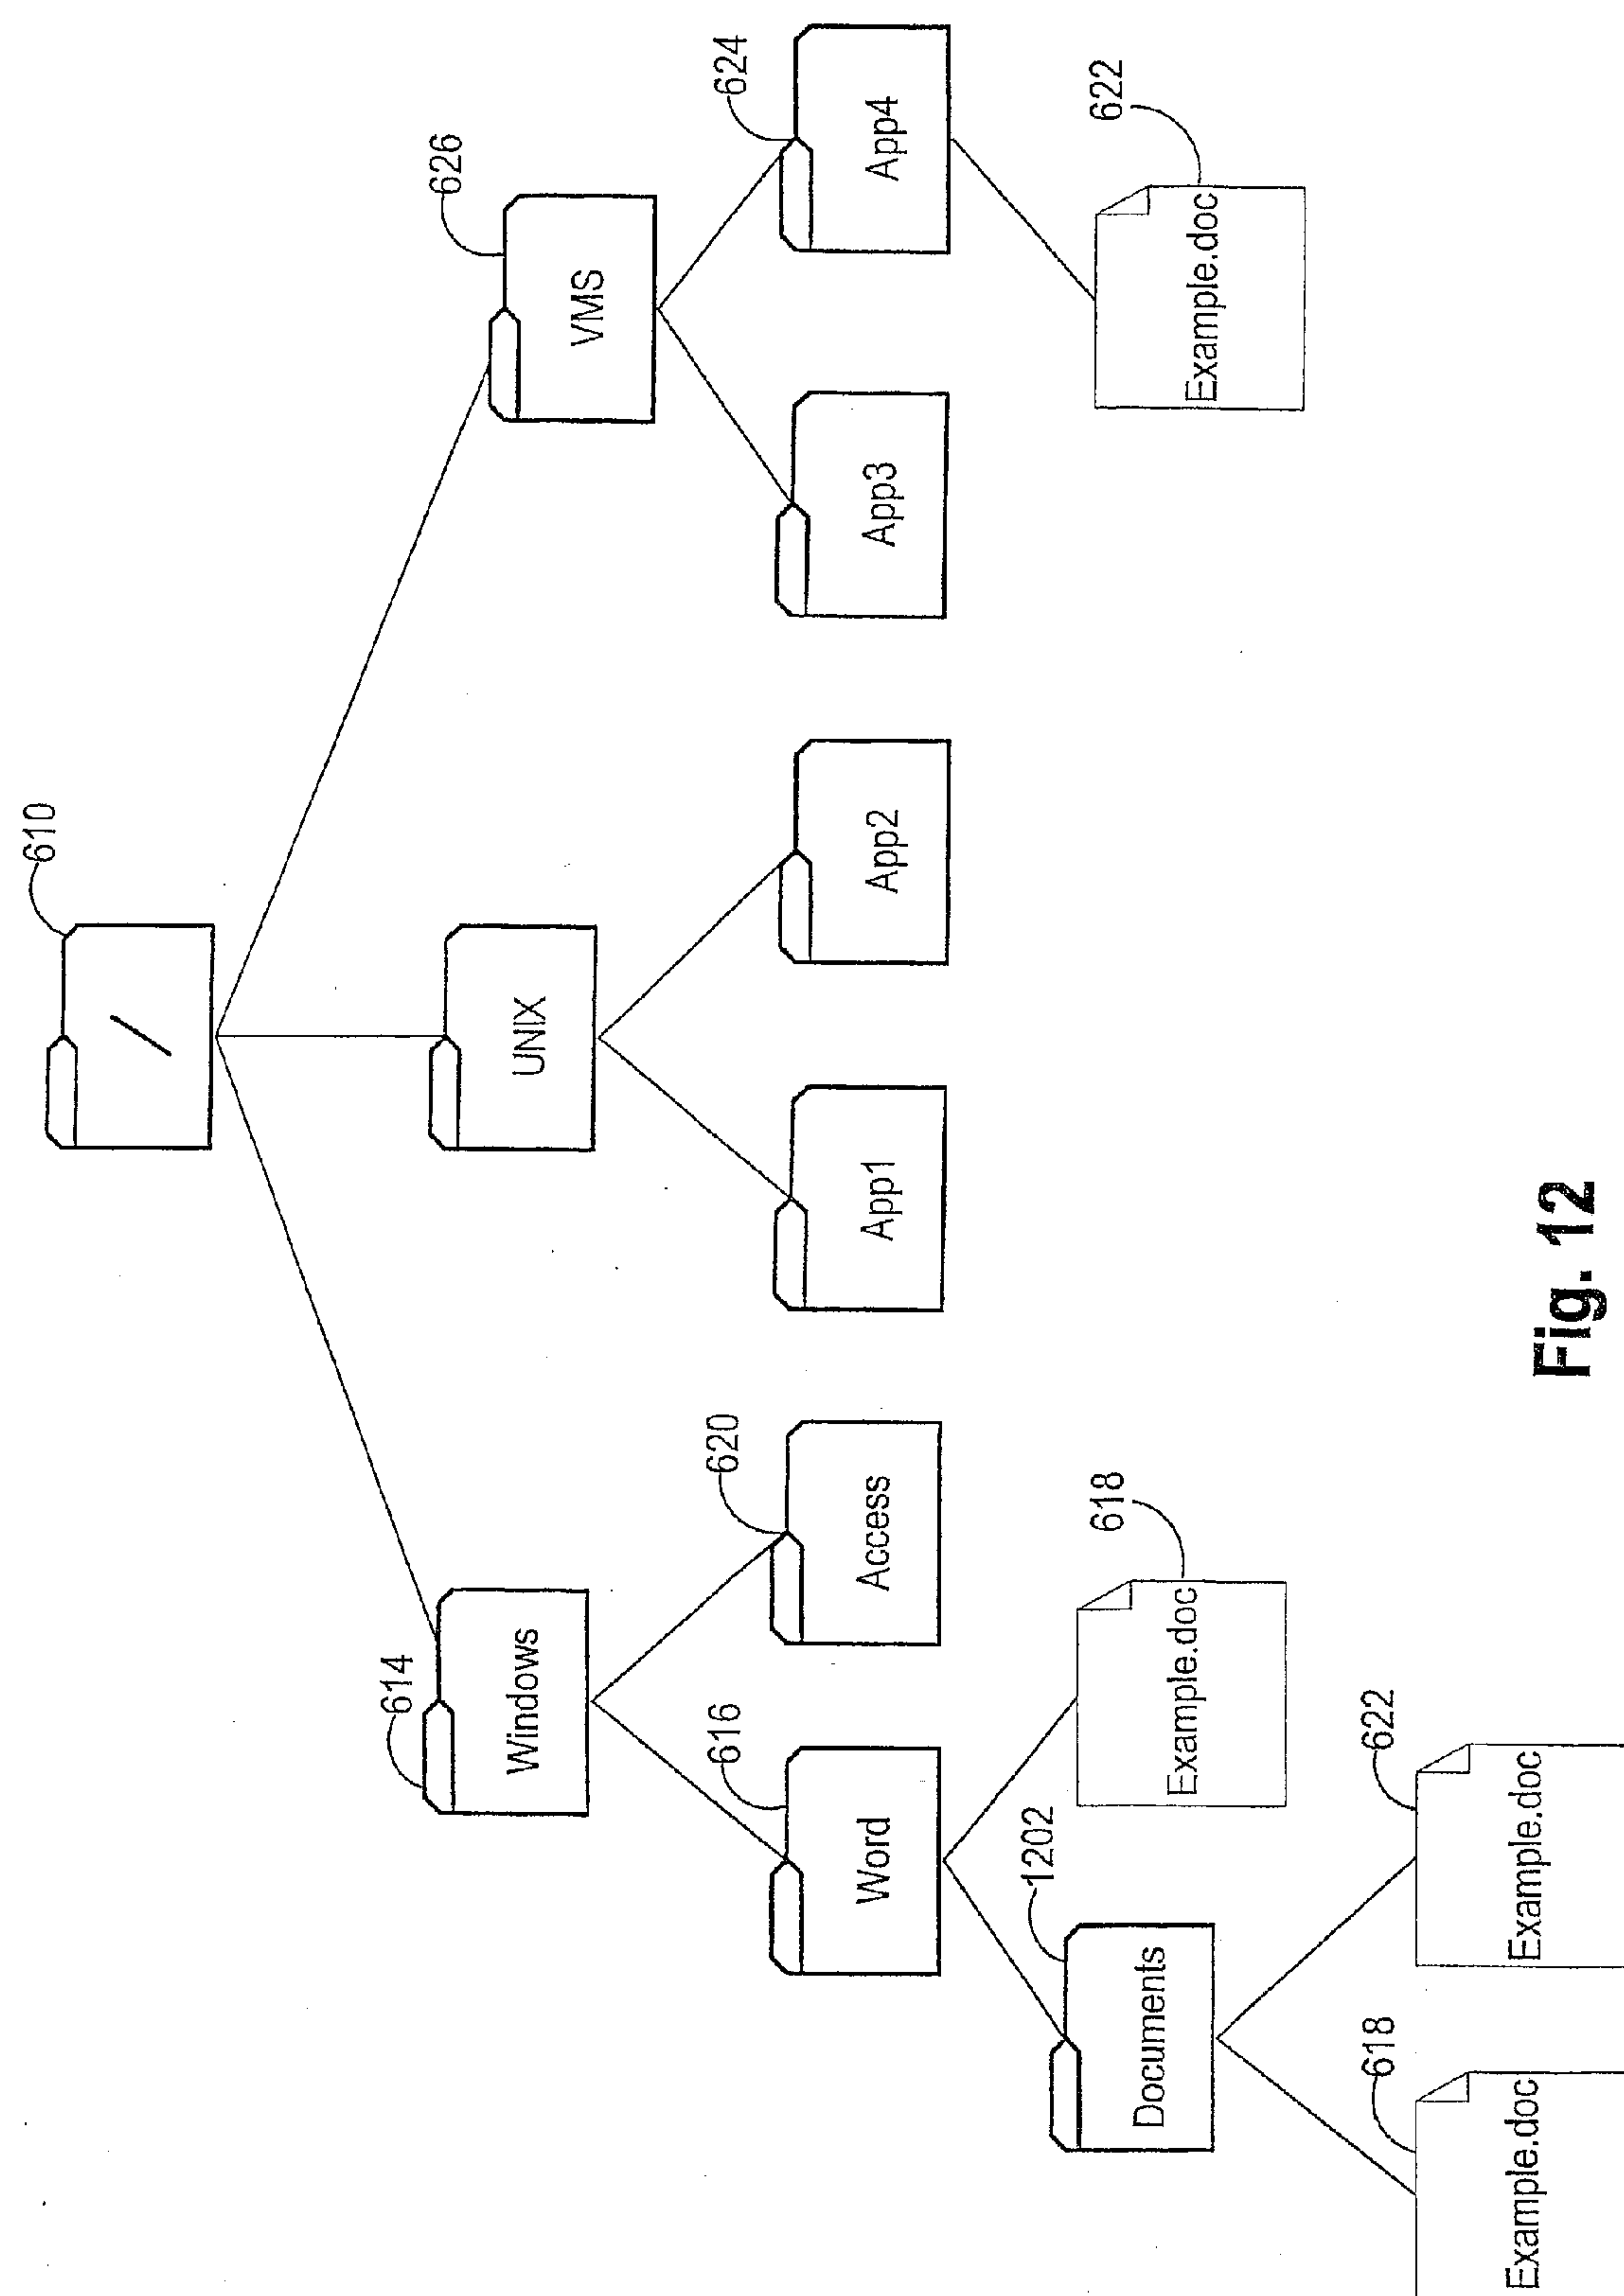 610
/
614
Windows
UNIX
626
VMS
616
Word
620
Access
App1
App2
App3
624
App4
1202
Documents
618
Example.doc
622
Example.doc
618
Example.doc
622
Example.doc
Fig. 12